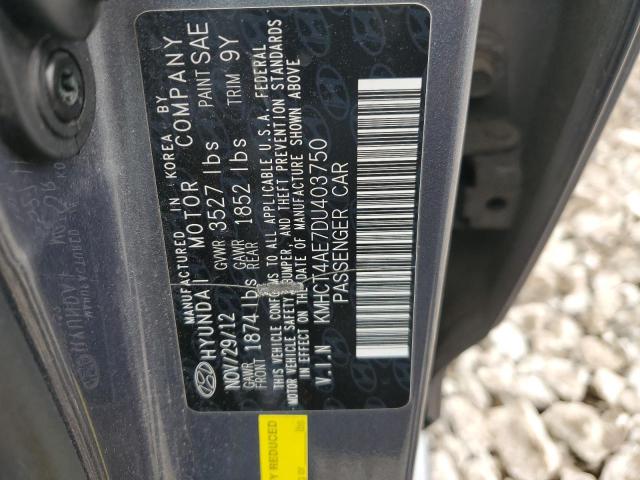 MANUFACTURED IN KOREA BY
HYUNDAI MOTOR COMPANY
NOV/29/12 GVWR 3527 lbs PAINT SAE
GAWR FRONT 1874 lbs GAWR REAR 1852 lbs TRIM 9Y
THIS VEHICLE CONFORMS TO ALL APPLICABLE U.S.A. FEDERAL
MOTOR VEHICLE SAFETY, BUMPER, AND THEFT PREVENTION STANDARDS
IN EFFECT ON THE DATE OF MANUFACTURE SHOWN ABOVE
V.I.N KMHCT4AE7DU403750
PASSENGER CAR
Y REDUCED
lbs